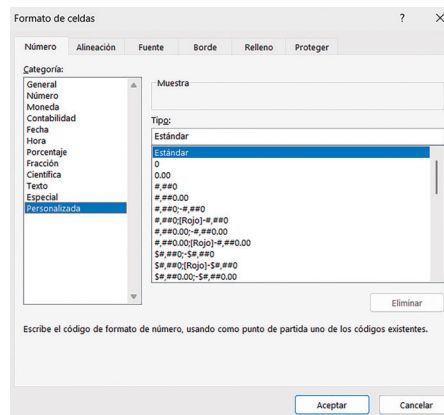 Formato de celdas ? X
Número Alineación Fuente Borde Relleno Proteger
Categoría:
General
Número
Moneda
Contabilidad
Fecha
Hora
Porcentaje
Fracción
Científica
Texto
Especial
Personalizada
Muestra
Tipo:
Estándar
Estándar
0
0.00
#,##0
#,##0.00
#,##0;-#,##0
#,##0;[Rojo]-#,##0
#,##0.00;-#,##0.00
#,##0.00;[Rojo]-#,##0.00
$#,##0;-$#,##0
$#,##0;[Rojo]-$#,##0
$#,##0.00;-$#,##0.00
Eliminar
Escribe el código de formato de número, usando como punto de partida uno de los códigos existentes.
Aceptar Cancelar